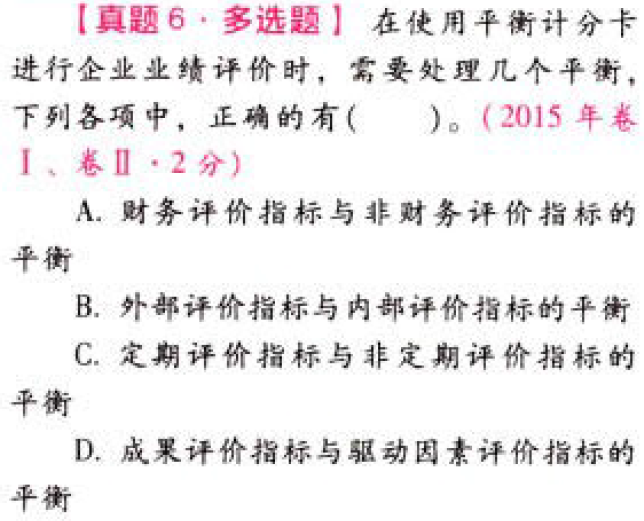 【真题6·多选题】 在使用平衡计分卡
进行企业业绩评价时，需要处理几个平衡，
下列各项中，正确的有(　　)。(2015 年卷
Ⅰ、卷Ⅱ·2 分)
A. 财务评价指标与非财务评价指标的
平衡
B. 外部评价指标与内部评价指标的平衡
C. 定期评价指标与非定期评价指标的
平衡
D. 成果评价指标与驱动因素评价指标的
平衡